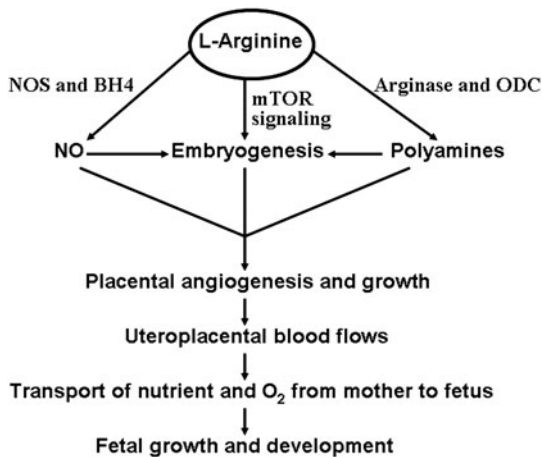 L-Arginine
NOS and BH4
mTOR
signaling
Arginase and ODC
NO
Embryogenesis
Polyamines
Placental angiogenesis and growth
Uteroplacental blood flows
Transport of nutrient and O₂ from mother to fetus
Fetal growth and development